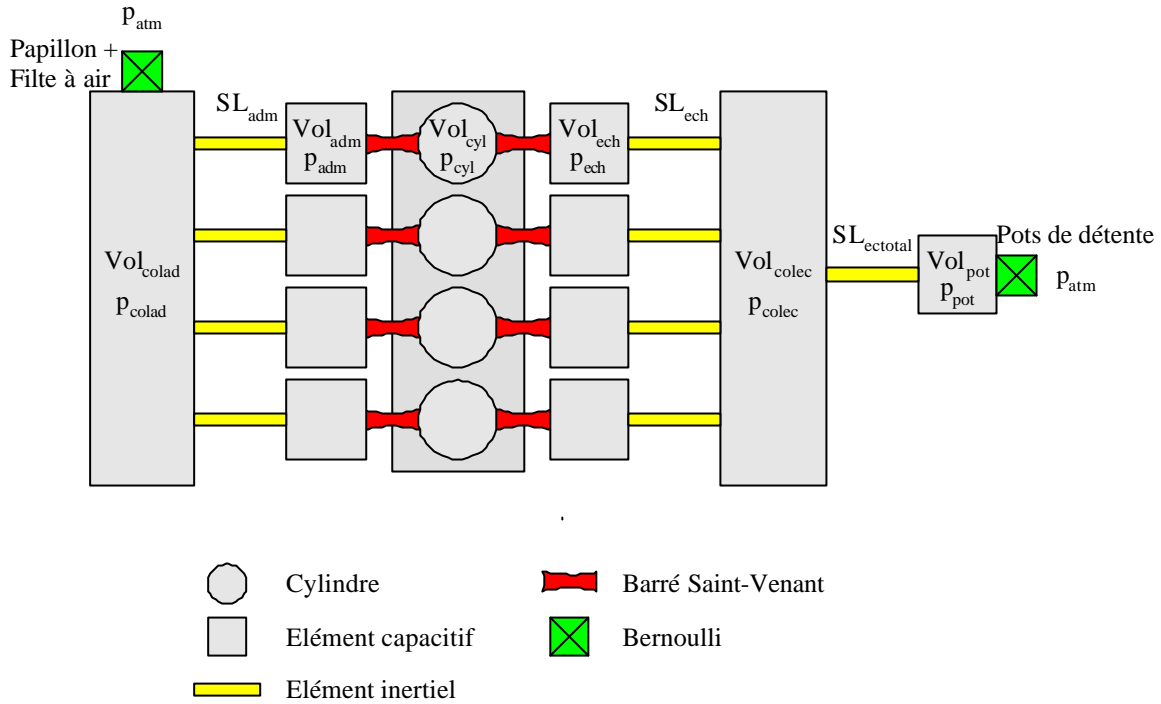 p_atm
Papillon +
Filte à air
SL_adm
SL_ech
Vol_adm
p_adm
Vol_cyl
p_cyl
Vol_ech
p_ech
Vol_colad
p_colad
Vol_colec
p_colec
SL_ectotal
Vol_pot
p_pot
Pots de détente
p_atm
Cylindre
Barré Saint-Venant
Elément capacitif
Bernoulli
Elément inertiel